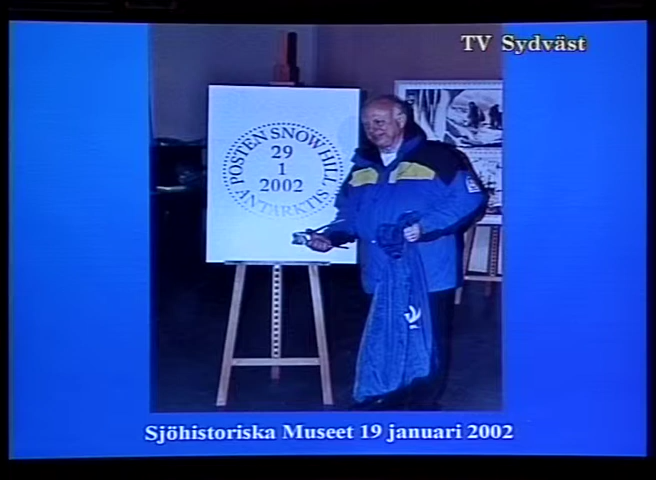 TV Sydväst
POSTEN SNOW HILL
29
1
2002
ANTARKTIS
Sjöhistoriska Museet 19 januari 2002